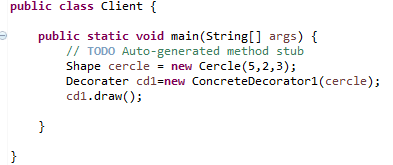 public class Client {
public static void main(String[] args) {
// TODO Auto-generated method stub
Shape cercle = new Cercle(5,2,3);
Decorater cd1=new ConcreteDecorator1(cercle);
cd1.draw();
}
}